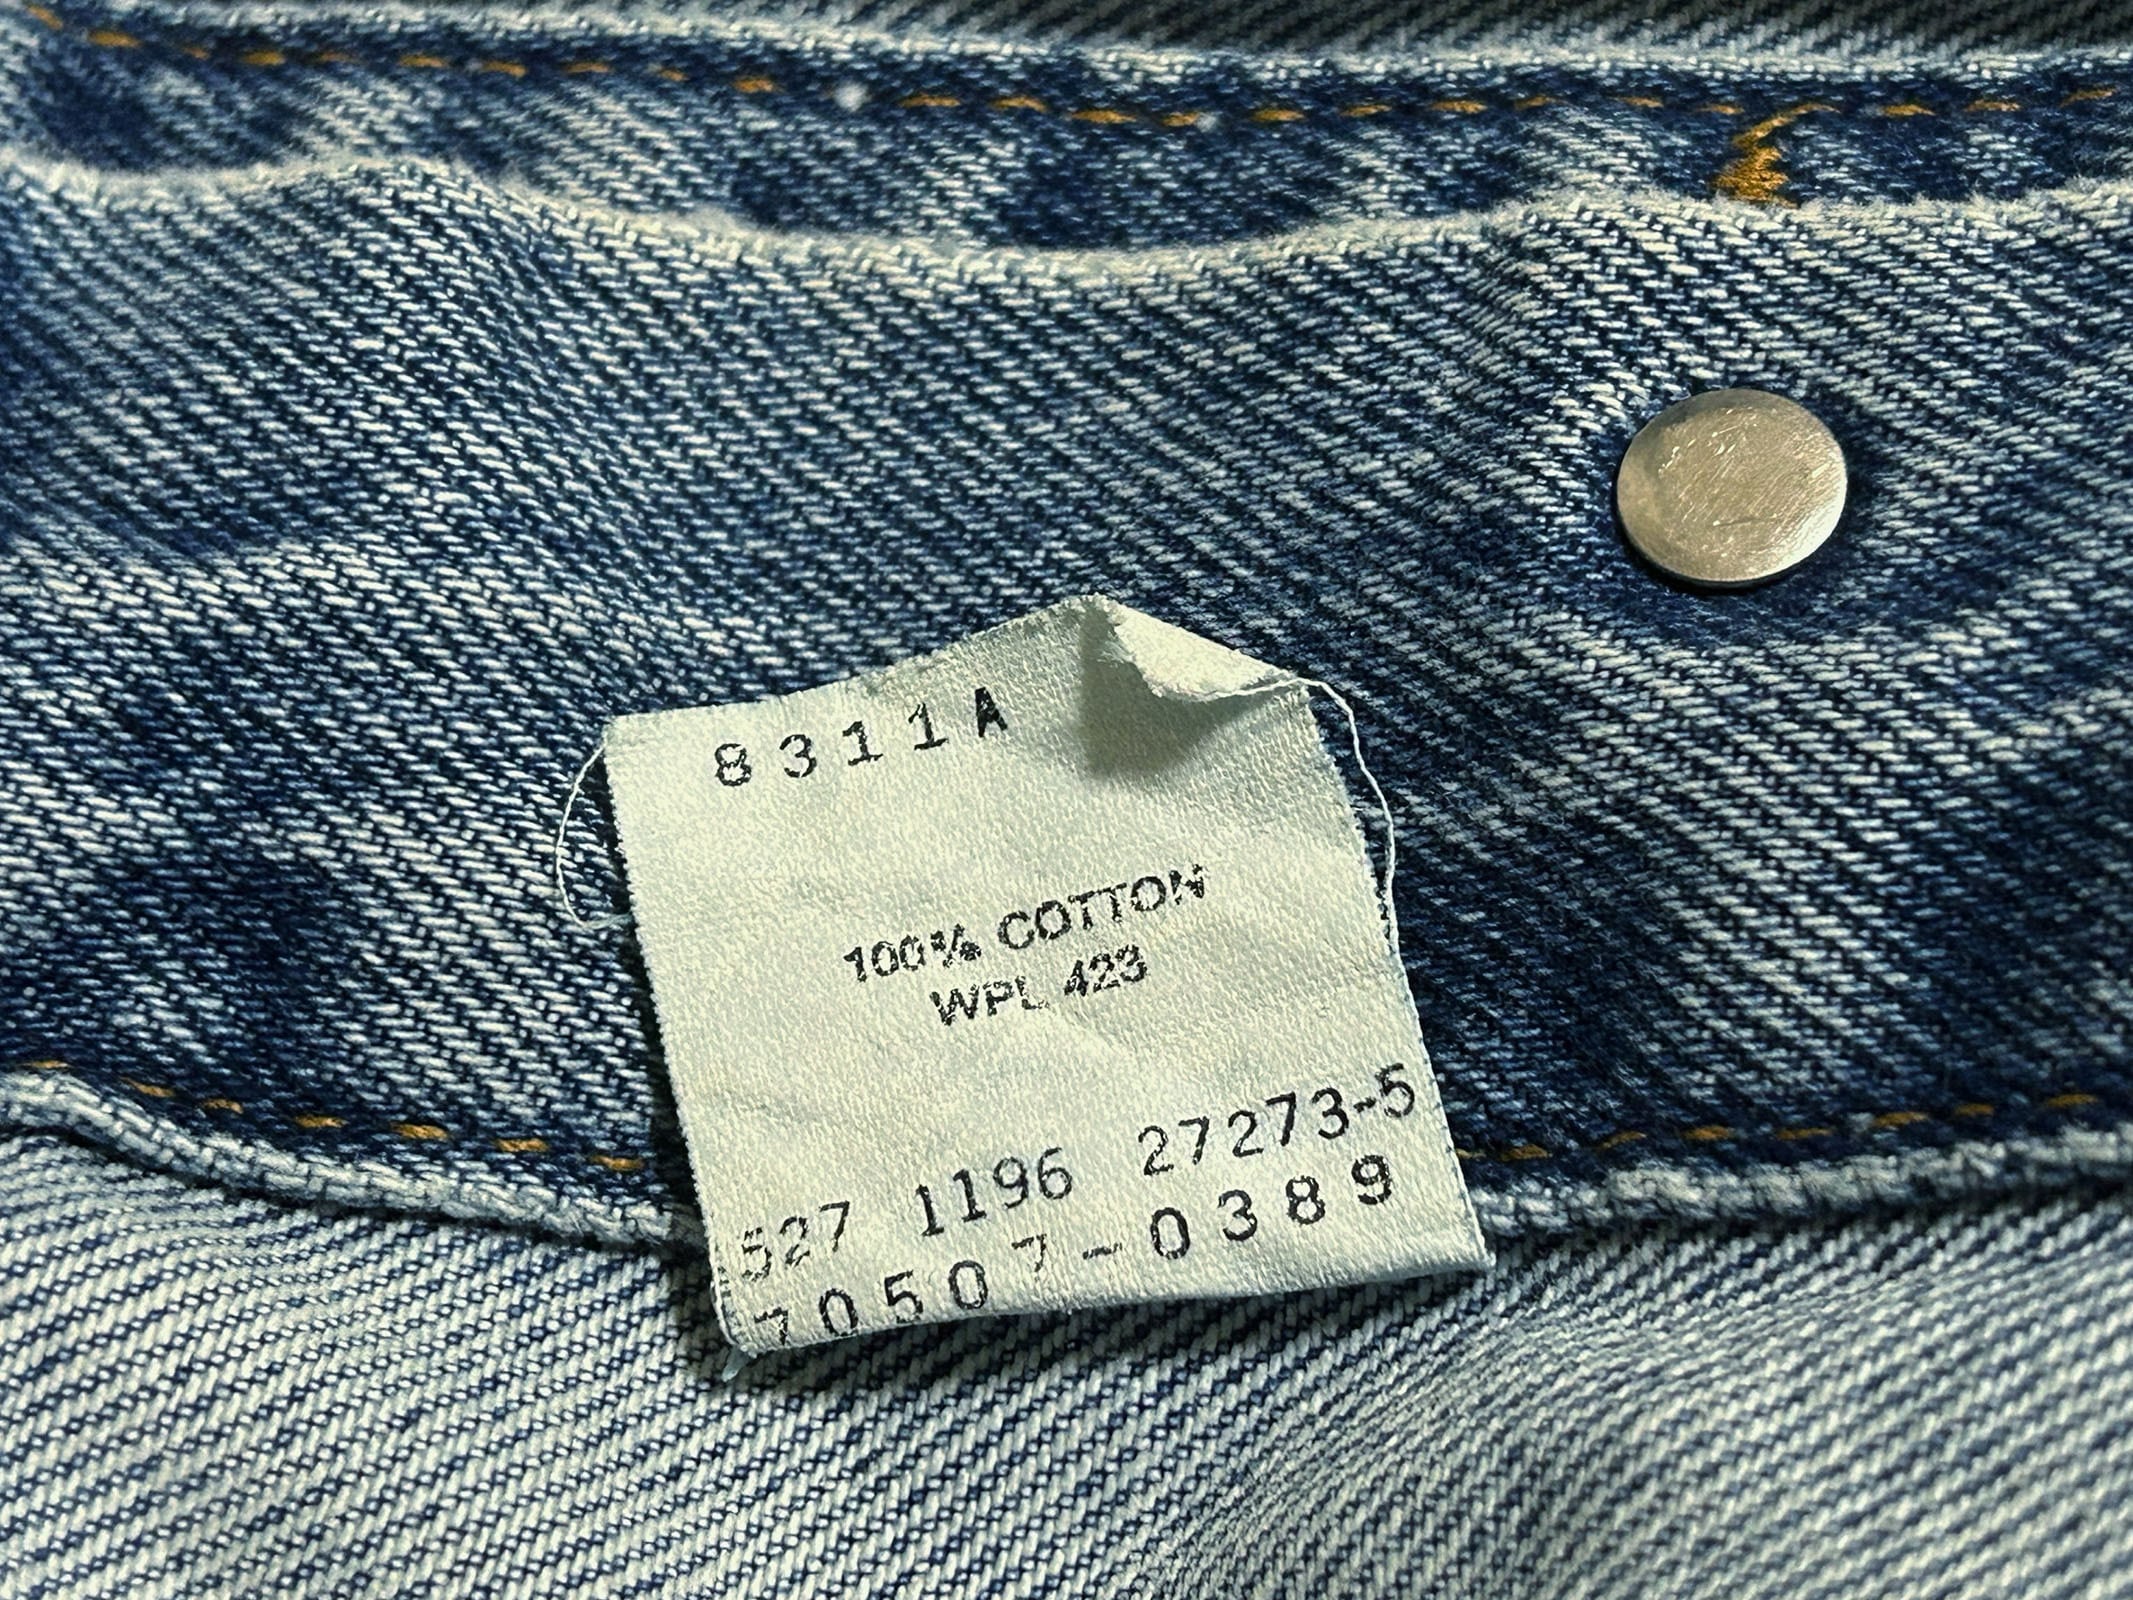 8311A
100% COTTON
WPL 423
527 1196 27273-5
70507-0389